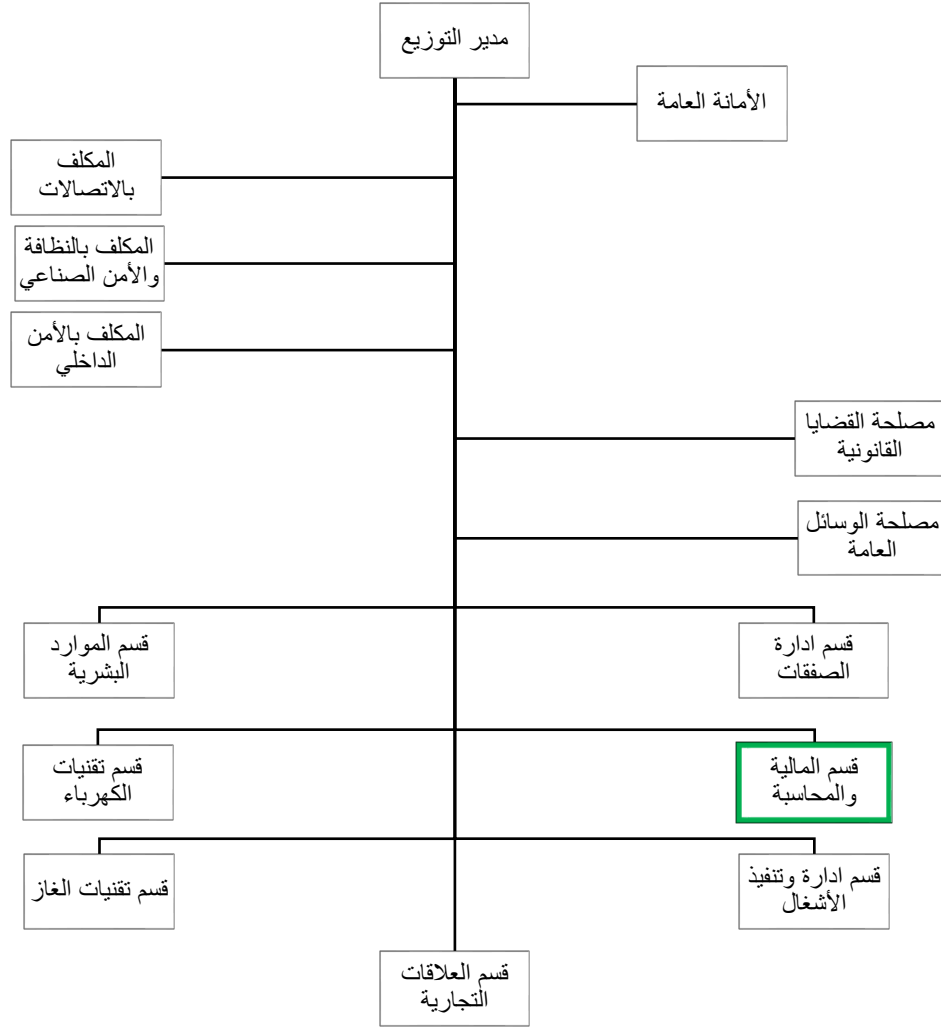 مدير التوزيع
الأمانة العامة
المكلف
بالاتصالات
المكلف بالنظافة
والأمن الصناعي
المكلف بالأمن
الداخلي
مصلحة القضايا
القانونية
مصلحة الوسائل
العامة
قسم ادارة
الصفقات
قسم الموارد
البشرية
قسم المالية
والمحاسبة
قسم تقنيات
الكهرباء
قسم ادارة وتنفيذ
الأشغال
قسم تقنيات الغاز
قسم العلاقات
التجارية